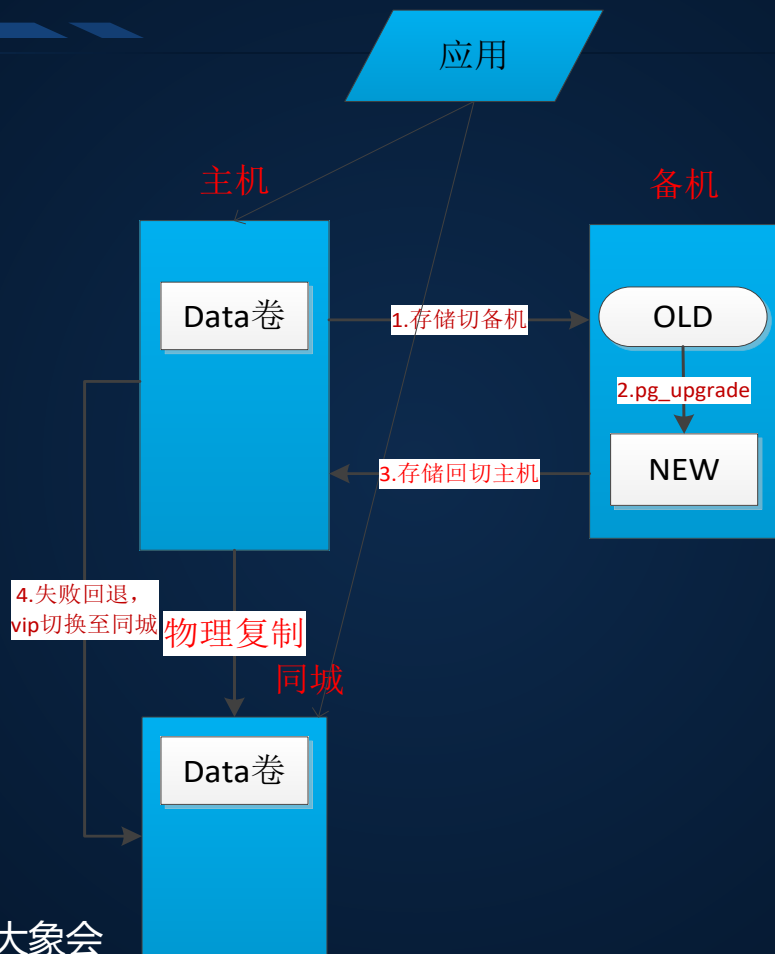 应用
主机
备机
Data卷
1.存储切备机
OLD
2.pg_upgrade
3.存储回切主机
NEW
4.失败回退，
vip切换至同城
物理复制
同城
Data卷
大象会